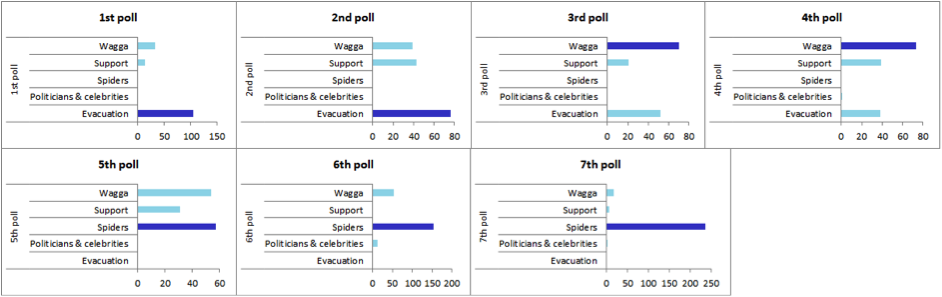 1st poll
1st poll
Wagga
Support
Spiders
Politicians & celebrities
Evacuation
0 50 100 150
2nd poll
2nd poll
Wagga
Support
Spiders
Politicians & celebrities
Evacuation
0 20 40 60 80
3rd poll
3rd poll
Wagga
Support
Spiders
Politicians & celebrities
Evacuation
0 20 40 60 80
4th poll
4th poll
Wagga
Support
Spiders
Politicians & celebrities
Evacuation
0 20 40 60 80
5th poll
5th poll
Wagga
Support
Spiders
Politicians & celebrities
Evacuation
0 20 40 60
6th poll
6th poll
Wagga
Support
Spiders
Politicians & celebrities
Evacuation
0 50 100 150 200
7th poll
7th poll
Wagga
Support
Spiders
Politicians & celebrities
Evacuation
0 50 100 150 200 250